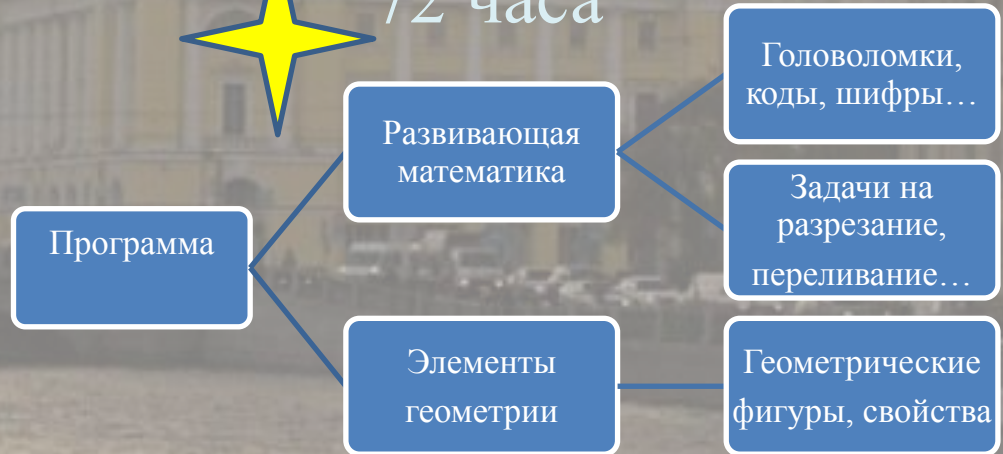 72 часа
Программа
Развивающая
математика
Головоломки,
коды, шифры…
Задачи на
разрезание,
переливание…
Элементы
геометрии
Геометрические
фигуры, свойства